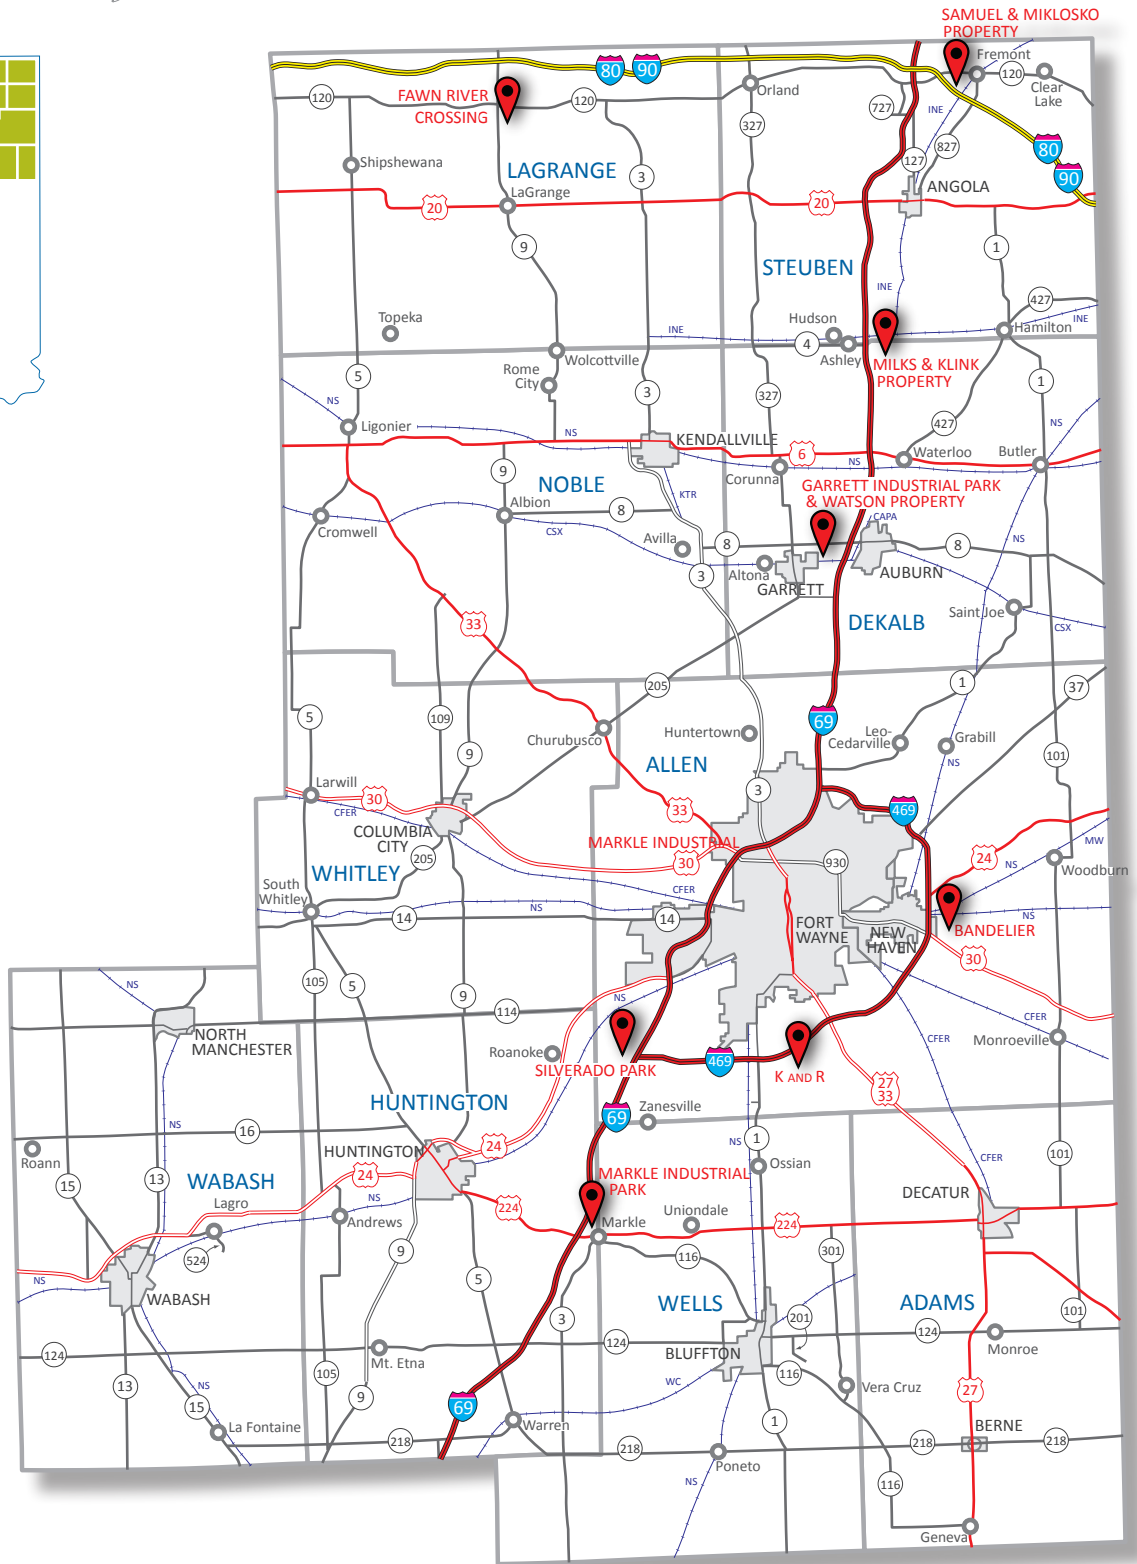 SAMUEL & MIKLOSKO
PROPERTY
Fremont
80
90
120
Clear
Lake
Orland
FAWN RIVER
CROSSING
120
120
727
INE
327
827
80
127
90
Shipshewana
LAGRANGE
3
ANGOLA
LaGrange
20
20
9
1
STEUBEN
INE
427
Topeka
Hudson
INE
INE
Hamilton
4
Ashley
Wolcottville
MILKS & KLINK
PROPERTY
Rome
City
5
1
3
327
NS
427
NS
Ligonier
NS
KENDALLVILLE
6
Waterloo
Butler
NS
9
Corunna
NOBLE
GARRETT INDUSTRIAL PARK
& WATSON PROPERTY
KTR
Albion
8
CAPA
Cromwell
CSX
Avilla
8
8
NS
3
Altona
AUBURN
GARRETT
Saint Joe
33
DEKALB
CSX
205
1
37
5
109
69
Churubusco
Huntertown
Leo-
Cedarville
Grabill
9
101
ALLEN
NS
Larwill
30
3
CFER
33
469
COLUMBIA
CITY
MARKLE INDUSTRIAL
MW
205
30
930
24
NS
Woodburn
WHITLEY
CFER
South
Whitley
NS
14
14
NS
FORT
WAYNE
NEW
HAVEN
BANDELIER
30
105
5
NS
9
NS
114
CFER
NORTH
MANCHESTER
CFER
Monroeville
Roanoke
SILVERADO PARK
469
K AND R
27
33
HUNTINGTON
69
Zanesville
NS
16
NS
1
HUNTINGTON
24
Roann
CFER
101
15
13
WABASH
24
Ossian
MARKLE INDUSTRIAL
PARK
Lagro
NS
DECATUR
Andrews
224
Uniondale
224
Markle
524
9
116
301
NS
5
WABASH
WELLS
ADAMS
101
3
201
124
124
124
BLUFFTON
Monroe
Mt. Etna
105
116
13
WC
Vera Cruz
27
NS
9
15
69
1
La Fontaine
Warren
BERNE
218
218
218
218
Poneto
NS
116
Geneva